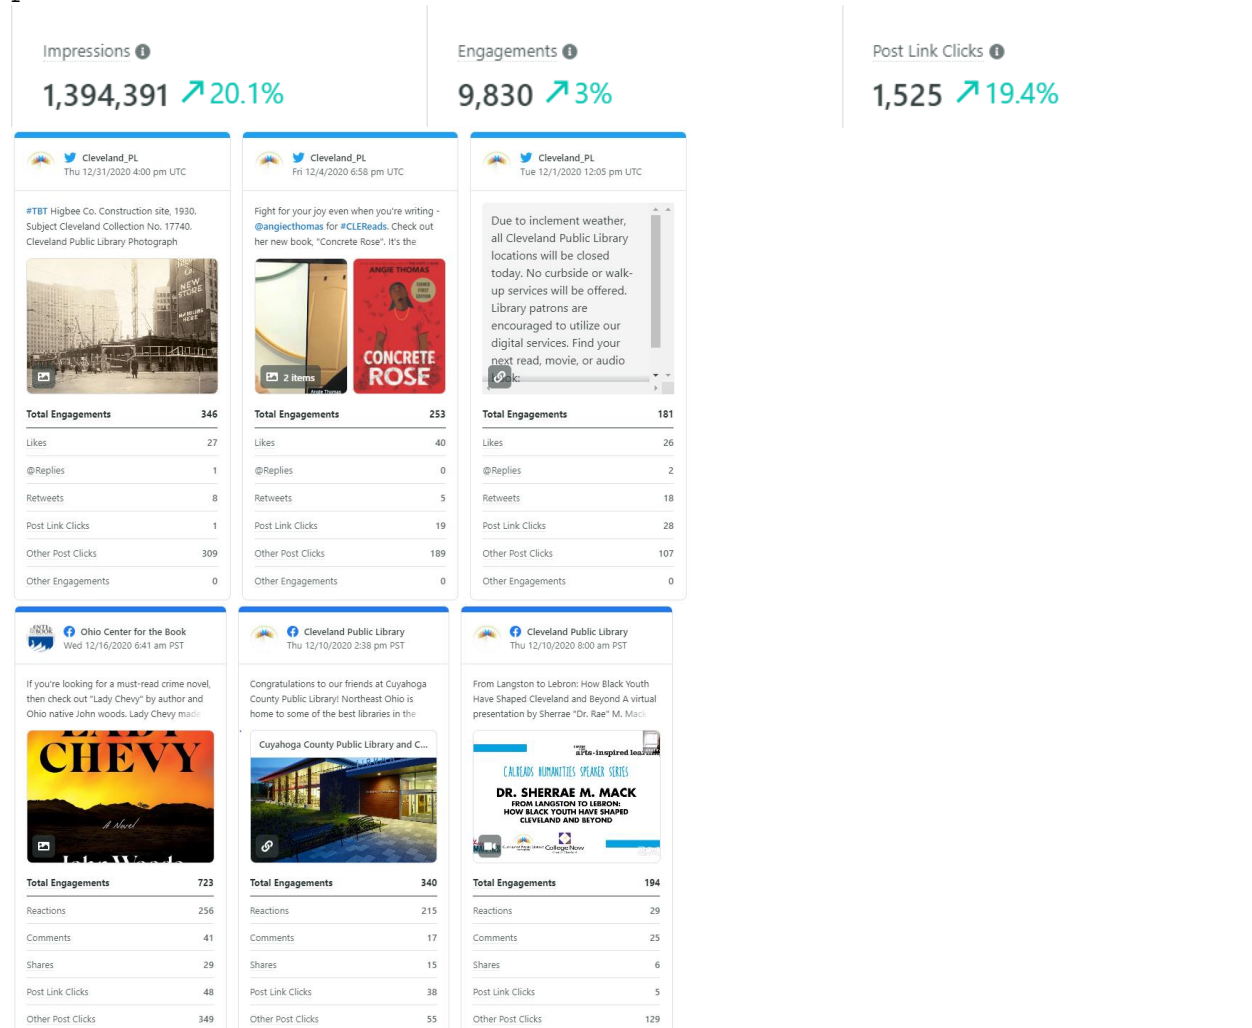 Impressions
Engagements
Post Link Clicks
1,394,391 ↗ 20.1%
9,830 ↗ 3%
1,525 ↗ 19.4%
Cleveland_PL
Thu 12/31/2020 4:00 pm UTC
#TBT Higbee Co. Construction site, 1930.
Subject Cleveland Collection No. 17740.
Cleveland Public Library Photograph
NEW
STORE
Total Engagements 346
Likes 27
@Replies 1
Retweets 8
Post Link Clicks 1
Other Post Clicks 309
Other Engagements 0
Cleveland_PL
Fri 12/4/2020 6:58 pm UTC
Fight for your joy even when you're writing -
@angiecthomas for #CLEReads. Check out
her new book, "Concrete Rose". It's the
ANGIE THOMAS
CONCRETE
ROSE
2 items
Angie Thomas
Total Engagements 253
Likes 40
@Replies 0
Retweets 5
Post Link Clicks 19
Other Post Clicks 189
Other Engagements 0
Cleveland_PL
Tue 12/1/2020 12:05 pm UTC
Due to inclement weather,
all Cleveland Public Library
locations will be closed
today. No curbside or walk-
up services will be offered.
Library patrons are
encouraged to utilize our
digital services. Find your
next read, movie, or audio
book:
Total Engagements 181
Likes 26
@Replies 2
Retweets 18
Post Link Clicks 28
Other Post Clicks 107
Other Engagements 0
Ohio Center for the Book
Wed 12/16/2020 6:41 am PST
If you're looking for a must-read crime novel,
then check out "Lady Chevy" by author and
Ohio native John woods. Lady Chevy made
LADY
CHEVY
A Novel
John Woods
Total Engagements 723
Reactions 256
Comments 41
Shares 29
Post Link Clicks 48
Other Post Clicks 349
Cleveland Public Library
Thu 12/10/2020 2:38 pm PST
Congratulations to our friends at Cuyahoga
County Public Library! Northeast Ohio is
home to some of the best libraries in the
Cuyahoga County Public Library and C...
Total Engagements 340
Reactions 215
Comments 17
Shares 15
Post Link Clicks 38
Other Post Clicks 55
Cleveland Public Library
Thu 12/10/2020 8:00 am PST
From Langston to Lebron: How Black Youth
Have Shaped Cleveland and Beyond A virtual
presentation by Sherrae "Dr. Rae" M. Mack
arts-inspired learning
CALREADS HUMANITIES SPEAKER SERIES
DR. SHERRAE M. MACK
FROM LANGSTON TO LEBRON:
HOW BLACK YOUTH HAVE SHAPED
CLEVELAND AND BEYOND
College Now
Total Engagements 194
Reactions 29
Comments 25
Shares 6
Post Link Clicks 5
Other Post Clicks 129